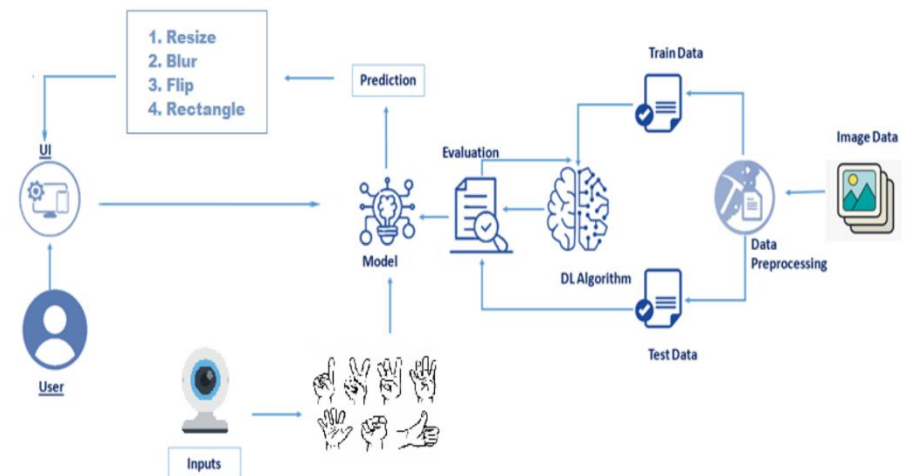 1. Resize
2. Blur
3. Flip
4. Rectangle
Prediction
Train Data
Image Data
UI
Evaluation
Model
DL Algorithm
Data
Preprocessing
Test Data
User
Inputs